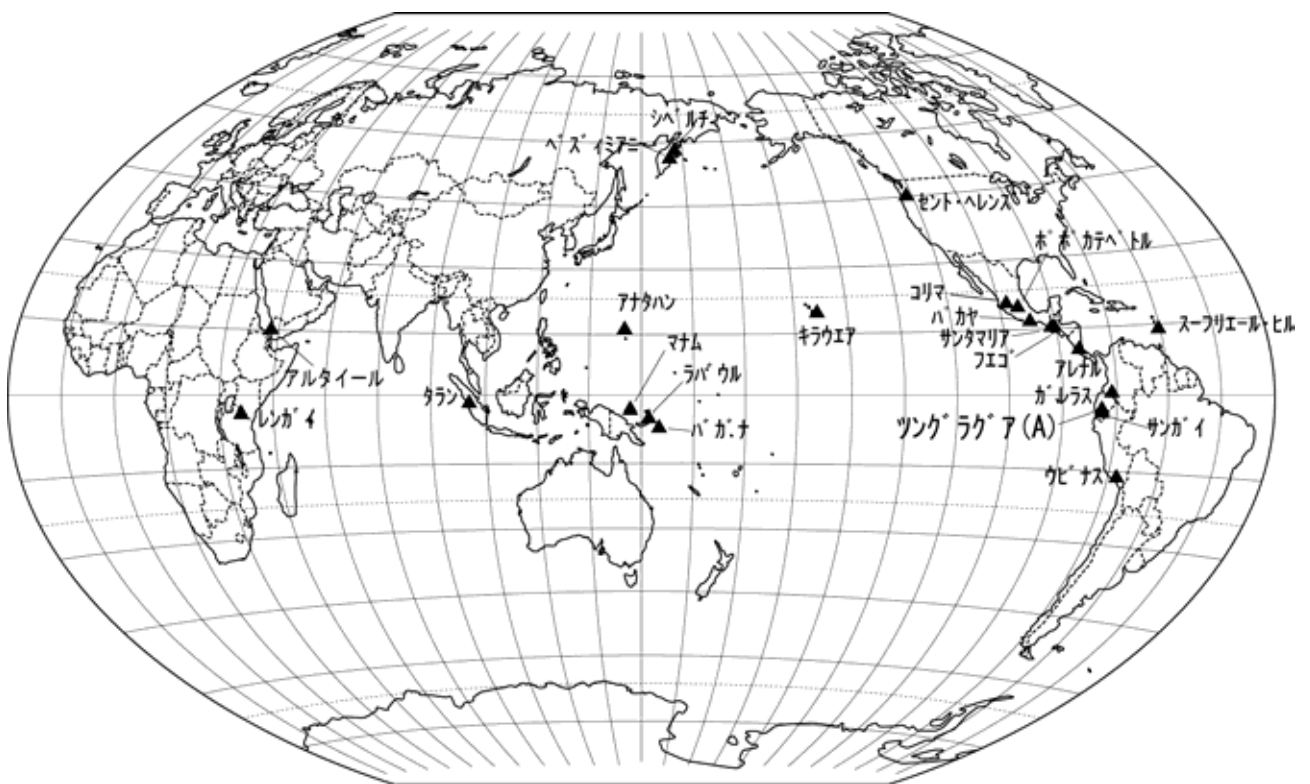 シベルチ
ベズィミアニ
セント・ヘレンズ
ポポカテペトル
コリマ
パカヤ
サンタマリア
フエゴ
スーフリエール・ヒル
アナタハン
キラウエア
マナム
ラバウル
アレナル
アルタイール
タラン
ガレラス
レンガイ
バガナ
ツングラグア(A)
サンガイ
ウビナス